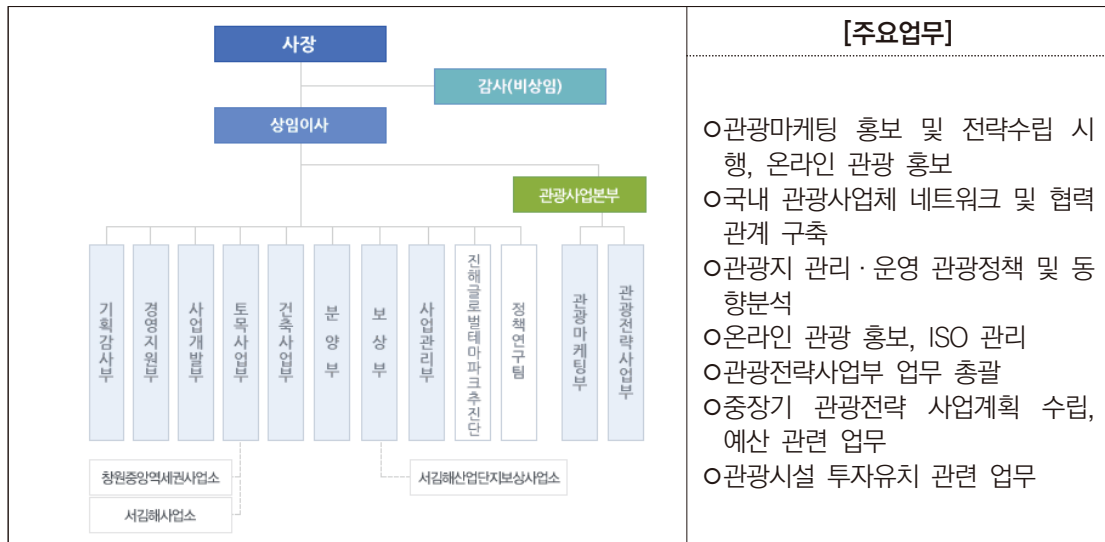 사장
감사(비상임)
상임이사
관광사업본부
기획감사부
경영지원부
사업개발부
토목사업부
건축사업부
분양부
보상부
사업관리부
진해글로벌테마파크추진단
정책연구팀
관광마케팅부
관광전략사업부
창원중앙역세권사업소
서김해산업단지보상사업소
서김해사업소
[주요업무]
○관광마케팅 홍보 및 전략수립 시
행, 온라인 관광 홍보
○국내 관광사업체 네트워크 및 협력
관계 구축
○관광지 관리·운영 관광정책 및 동
향분석
○온라인 관광 홍보, ISO 관리
○관광전략사업부 업무 총괄
○중장기 관광전략 사업계획 수립,
예산 관련 업무
○관광시설 투자유치 관련 업무